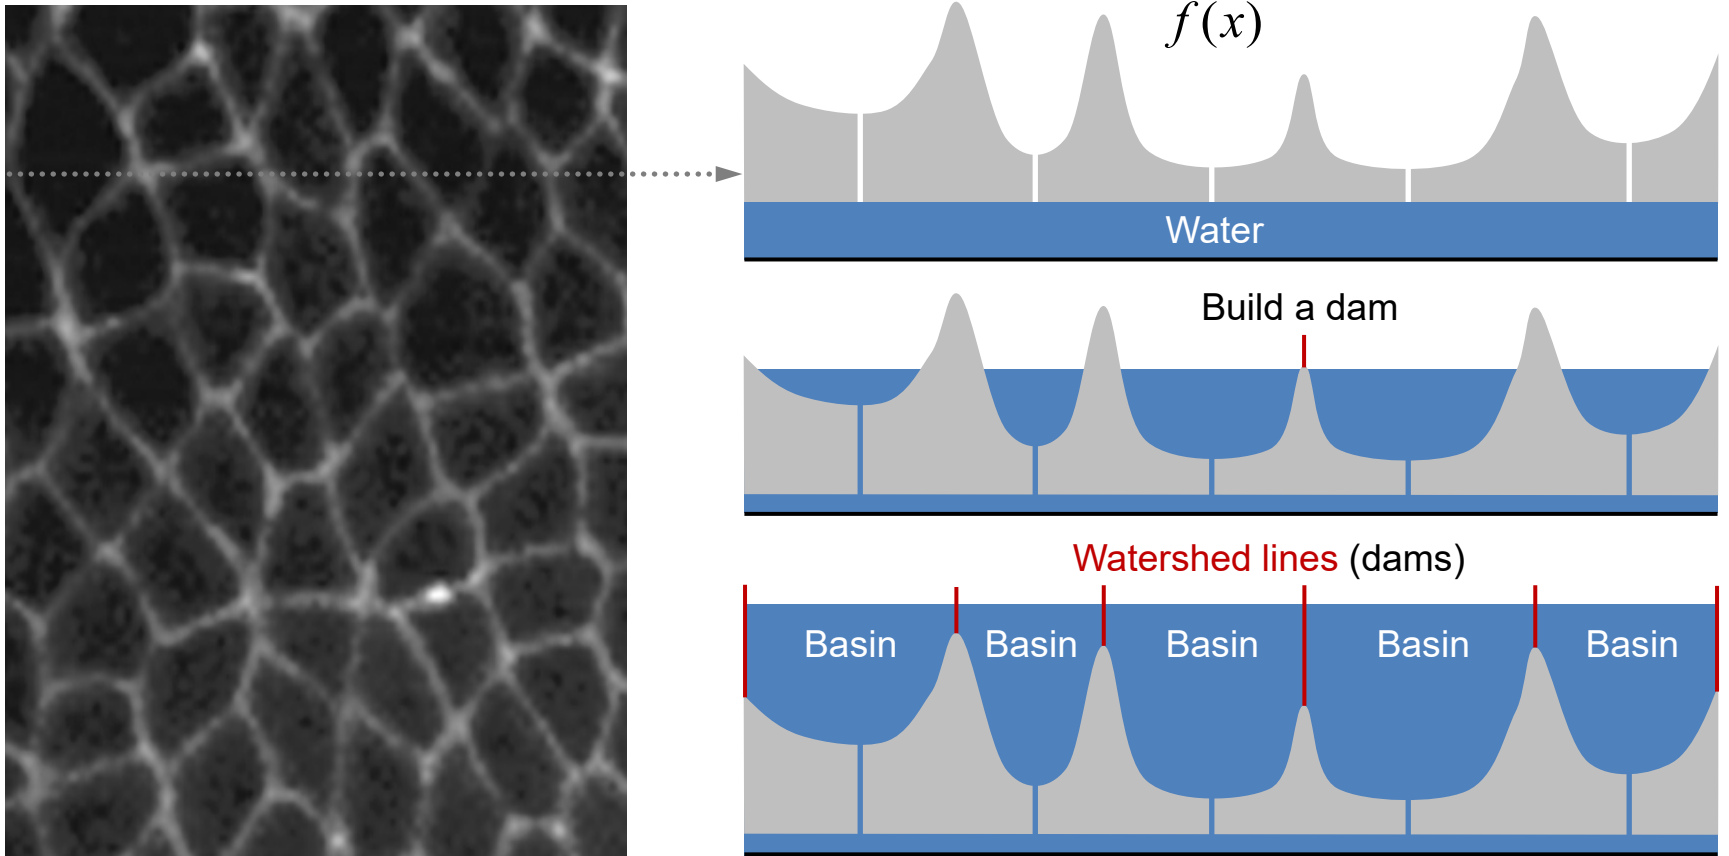 f(x)
Water
Build a dam
Watershed lines (dams)
Basin Basin Basin Basin Basin